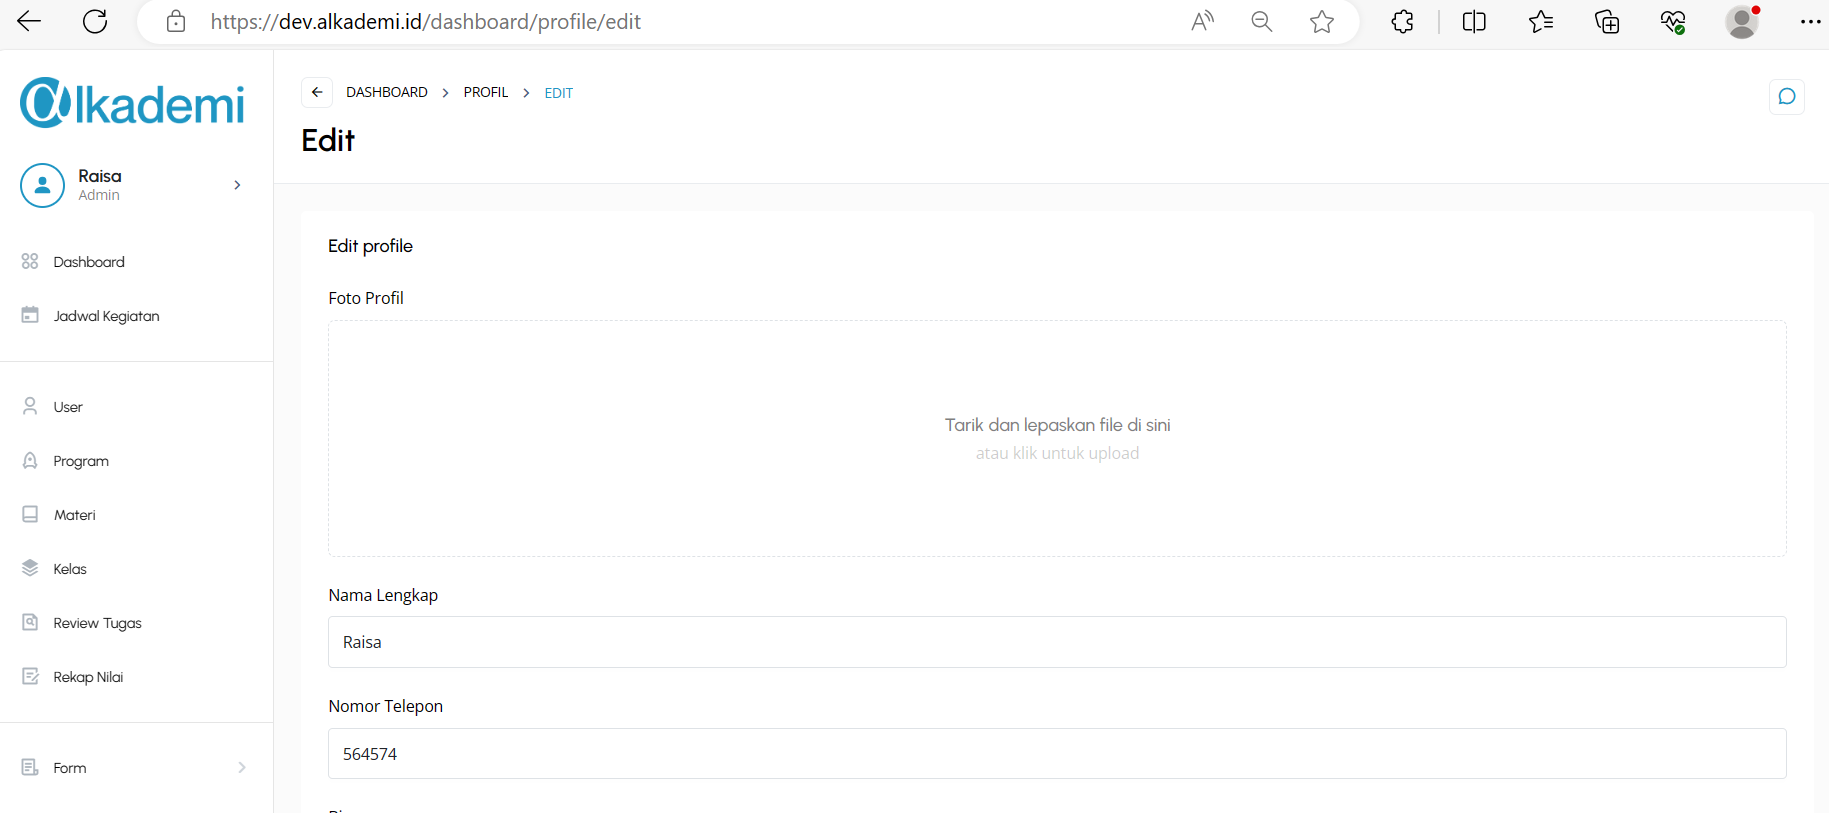 https://dev.alkademi.id/dashboard/profile/edit
alkademi
Raisa
Admin
Dashboard
Jadwal Kegiatan
User
Program
Materi
Kelas
Review Tugas
Rekap Nilai
Form
DASHBOARD > PROFIL > EDIT
Edit
Edit profile
Foto Profil
Tarik dan lepaskan file di sini
atau klik untuk upload
Nama Lengkap
Raisa
Nomor Telepon
564574